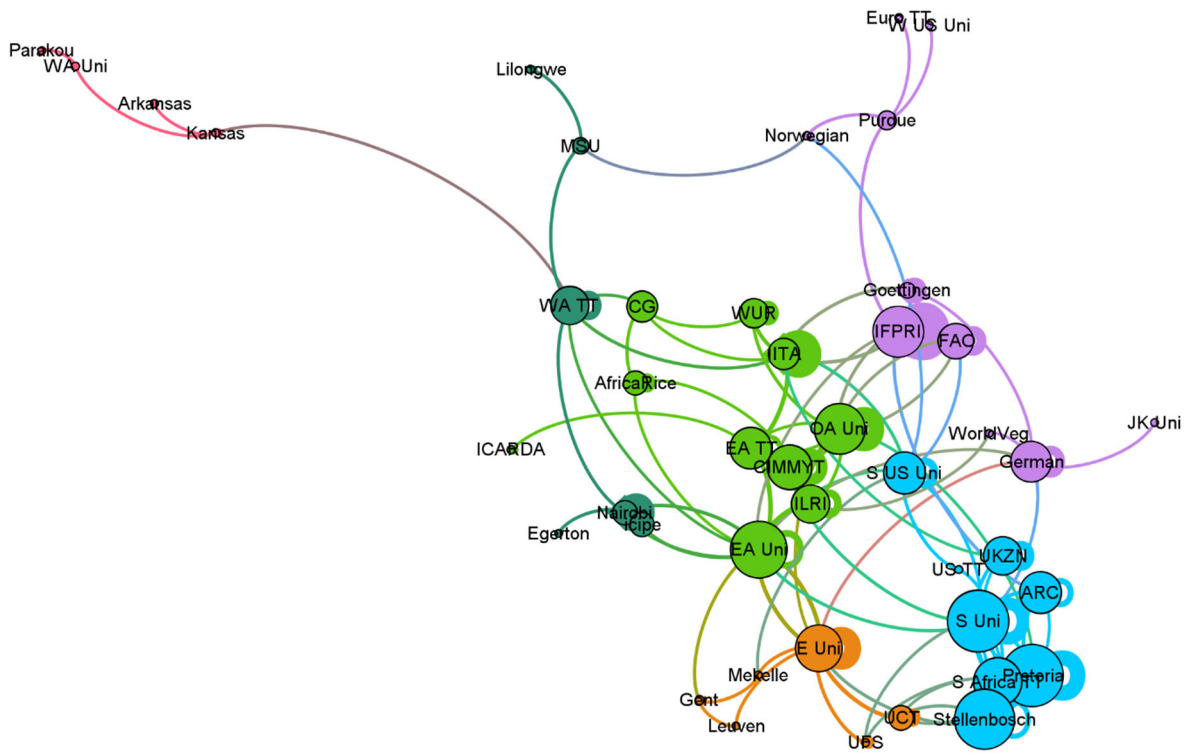 Euro TT
W US Uni
Parakou
WA Uni
Lilongwe
Arkansas
Kansas
Purdue
Norwegian
MSU
Goettingen
WA TT
CG
WUR
IFPRI
FAO
IITA
AfricaRice
JK Uni
OA Uni
WorldVeg
ICARDA
EA TT
CIMMYT
German
S US Uni
ILRI
Nairobi
icipe
Egerton
EA Uni
UKZN
US TT
ARC
S Uni
E Uni
Mekelle
Pretoria
S Africa TT
Gent
Leuven
UCT
Stellenbosch
UFS